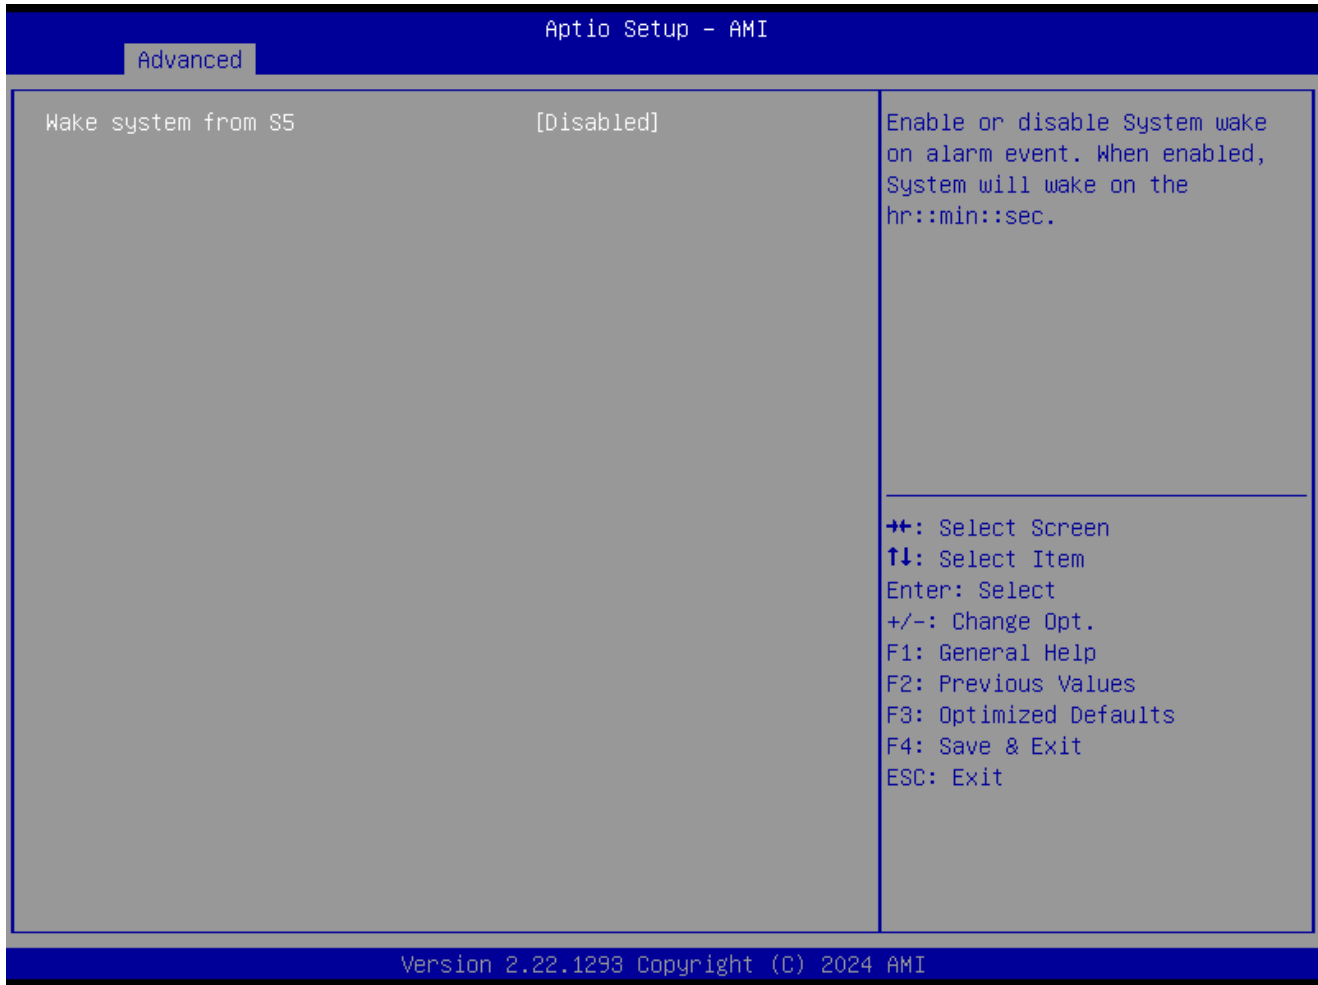 Aptio Setup – AMI
Advanced
Wake system from S5 [Disabled]
Enable or disable System wake
on alarm event. When enabled,
System will wake on the
hr::min::sec.
→←: Select Screen
↑↓: Select Item
Enter: Select
+/-: Change Opt.
F1: General Help
F2: Previous Values
F3: Optimized Defaults
F4: Save & Exit
ESC: Exit
Version 2.22.1293 Copyright (C) 2024 AMI